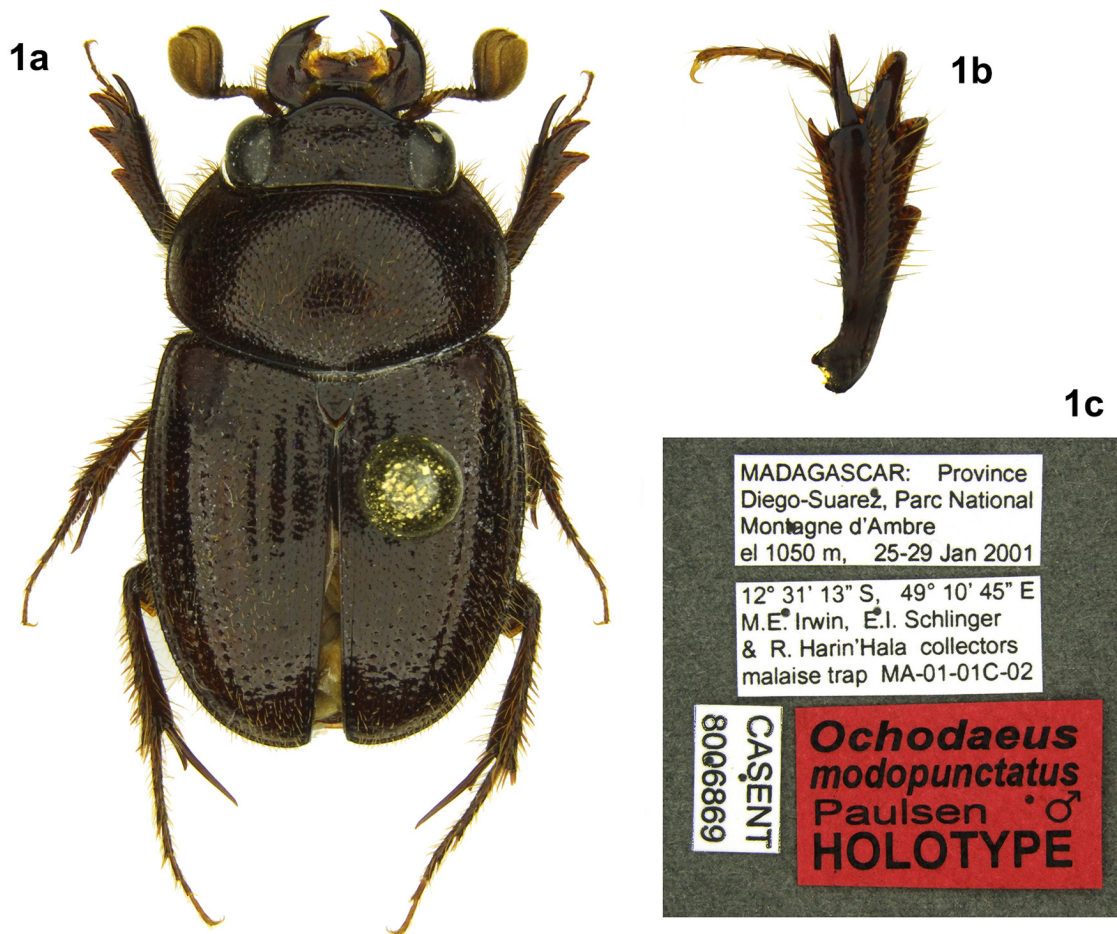 1a
1b
1c
MADAGASCAR: Province
Diego-Suarez, Parc National
Montagne d'Ambre
el 1050 m, 25-29 Jan 2001
12° 31' 13" S, 49° 10' 45" E
M.E. Irwin, E.I. Schlinger
& R. Harin'Hala collectors
malaise trap MA-01-01C-02
CASENT
8006869
Ochodaeus
modopunctatus
Paulsen ♂
HOLOTYPE